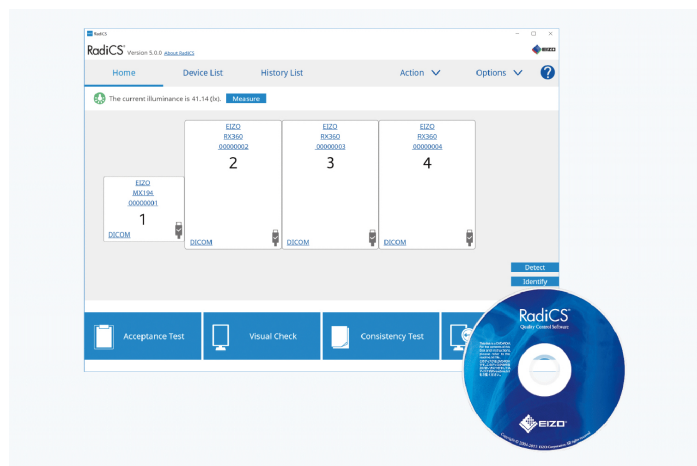 RadiCS
RadiCS® Version 5.0.0 About RadiCS
EIZO
Home Device List History List Action Options ?
The current illuminance is 41.14 (lx). Measure
EIZO
MX194
00000001
1
DICOM
EIZO
RX360
00000002
2
DICOM
EIZO
RX360
00000003
3
DICOM
EIZO
RX360
00000004
4
DICOM
Detect
Identify
Acceptance Test
Visual Check
Consistency Test
RadiCS®
Quality Control Software
EIZO®